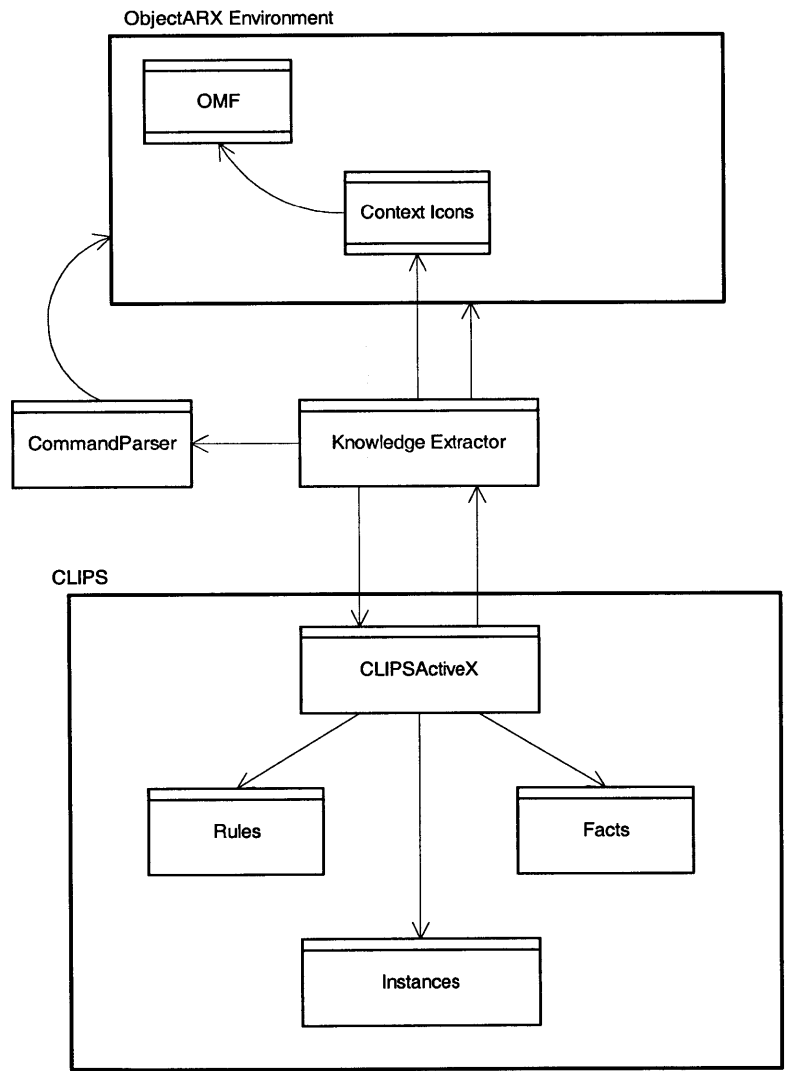 ObjectARX Environment
OMF
Context Icons
CommandParser
Knowledge Extractor
CLIPS
CLIPSActiveX
Rules
Facts
Instances